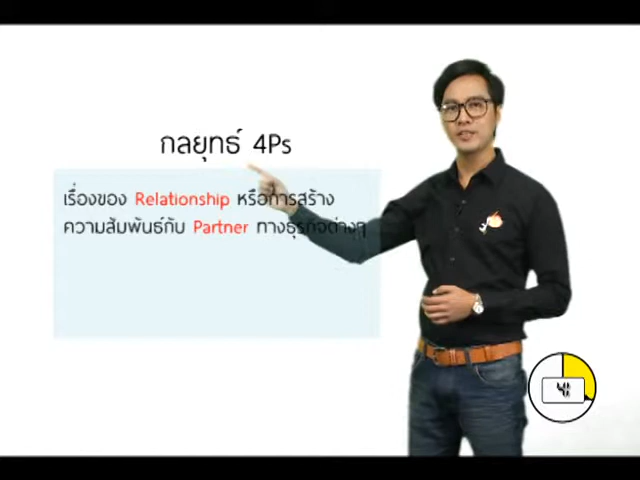 กลยุทธ์ 4Ps
เรื่องของ Relationship หรือการสร้าง
ความสัมพันธ์กับ Partner ทางธุรกิจต่างๆ